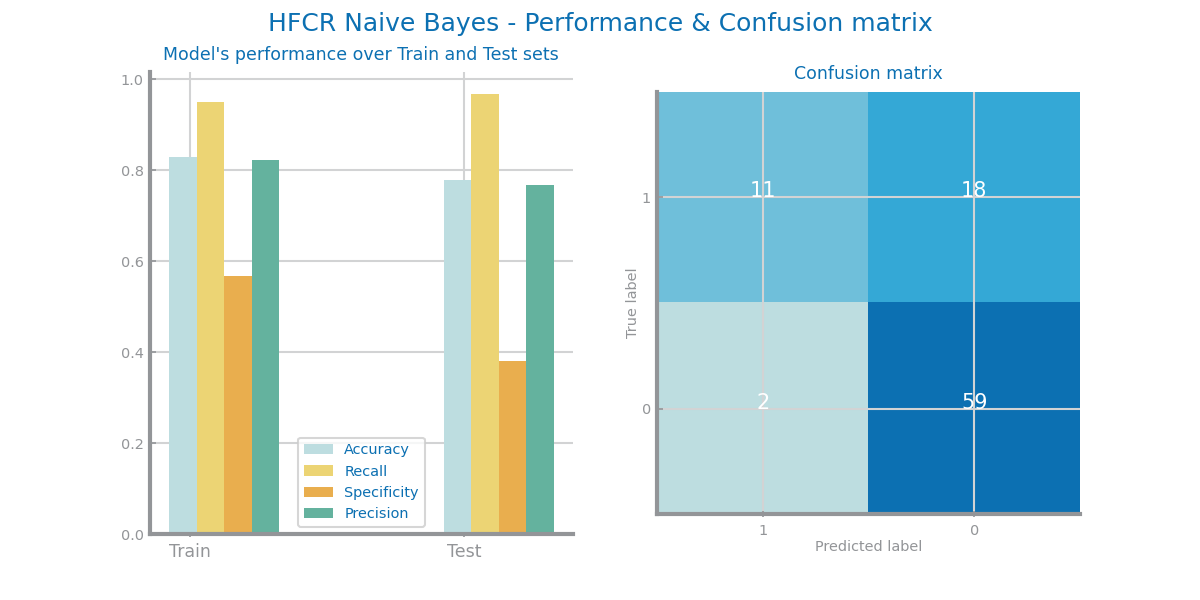 HFCR Naive Bayes - Performance & Confusion matrix
Model's performance over Train and Test sets
1.0
0.8
0.6
0.4
0.2
0.0
Train
Test
Accuracy
Recall
Specificity
Precision
Confusion matrix
True label
1
0
11
18
2
59
1
0
Predicted label